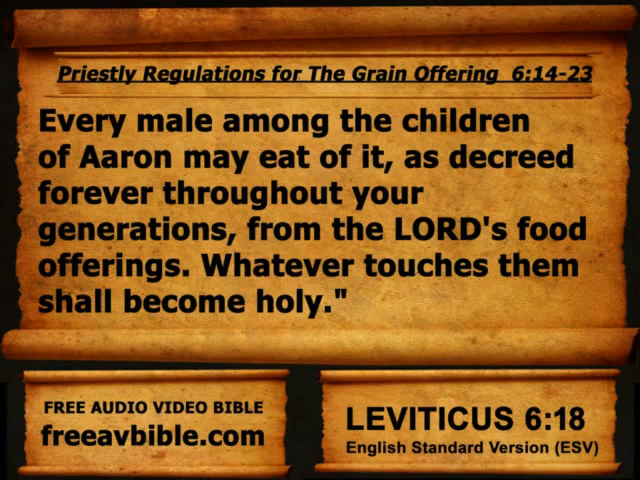 Priestly Regulations for The Grain Offering 6:14-23
Every male among the children
of Aaron may eat of it, as decreed
forever throughout your
generations, from the LORD's food
offerings. Whatever touches them
shall become holy."
FREE AUDIO VIDEO BIBLE
freeavbible.com
LEVITICUS 6:18
English Standard Version (ESV)